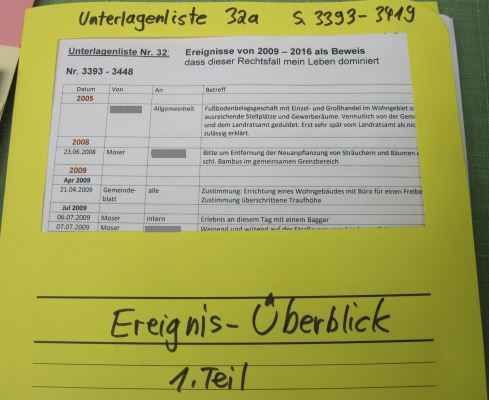 Unterlagenliste 32a S. 3393-3419
Unterlagenliste Nr. 32: Ereignisse von 2009 – 2016 als Beweis
dass dieser Rechtsfall mein Leben dominiert
Nr. 3393 - 3448
Datum Von An Betreff
2005
Allgemeinheit Fußbodenbelagsgeschäft mit Einzel- und Großhandel im Wohngebiet o
ausreichende Stellplätze und Gewerberäume. Vermutlich von der Gem
und dem Landratsamt geduldet. Erst sehr spät vom Landratsamt als nic
zulässig erklärt.
2008
23.06.2008 Moser Bitte um Entfernung der Neuanpflanzung von Sträuchern und Bäumen
schl. Bambus im gemeinsamen Grenzbereich
2009
Apr 2009
21.04.2009 Gemeinde- alle Zustimmung: Errichtung eines Wohngebäudes mit Büro für einen Freibe
blatt Zustimmung überschrittene Traufhöhe
Jul 2009
06.07.2009 Moser intern Erlebnis an diesem Tag mit einem Bagger
07.07.2009 Moser Weinend und wütend auf der Straße
Ereignis-Überblick
1. Teil